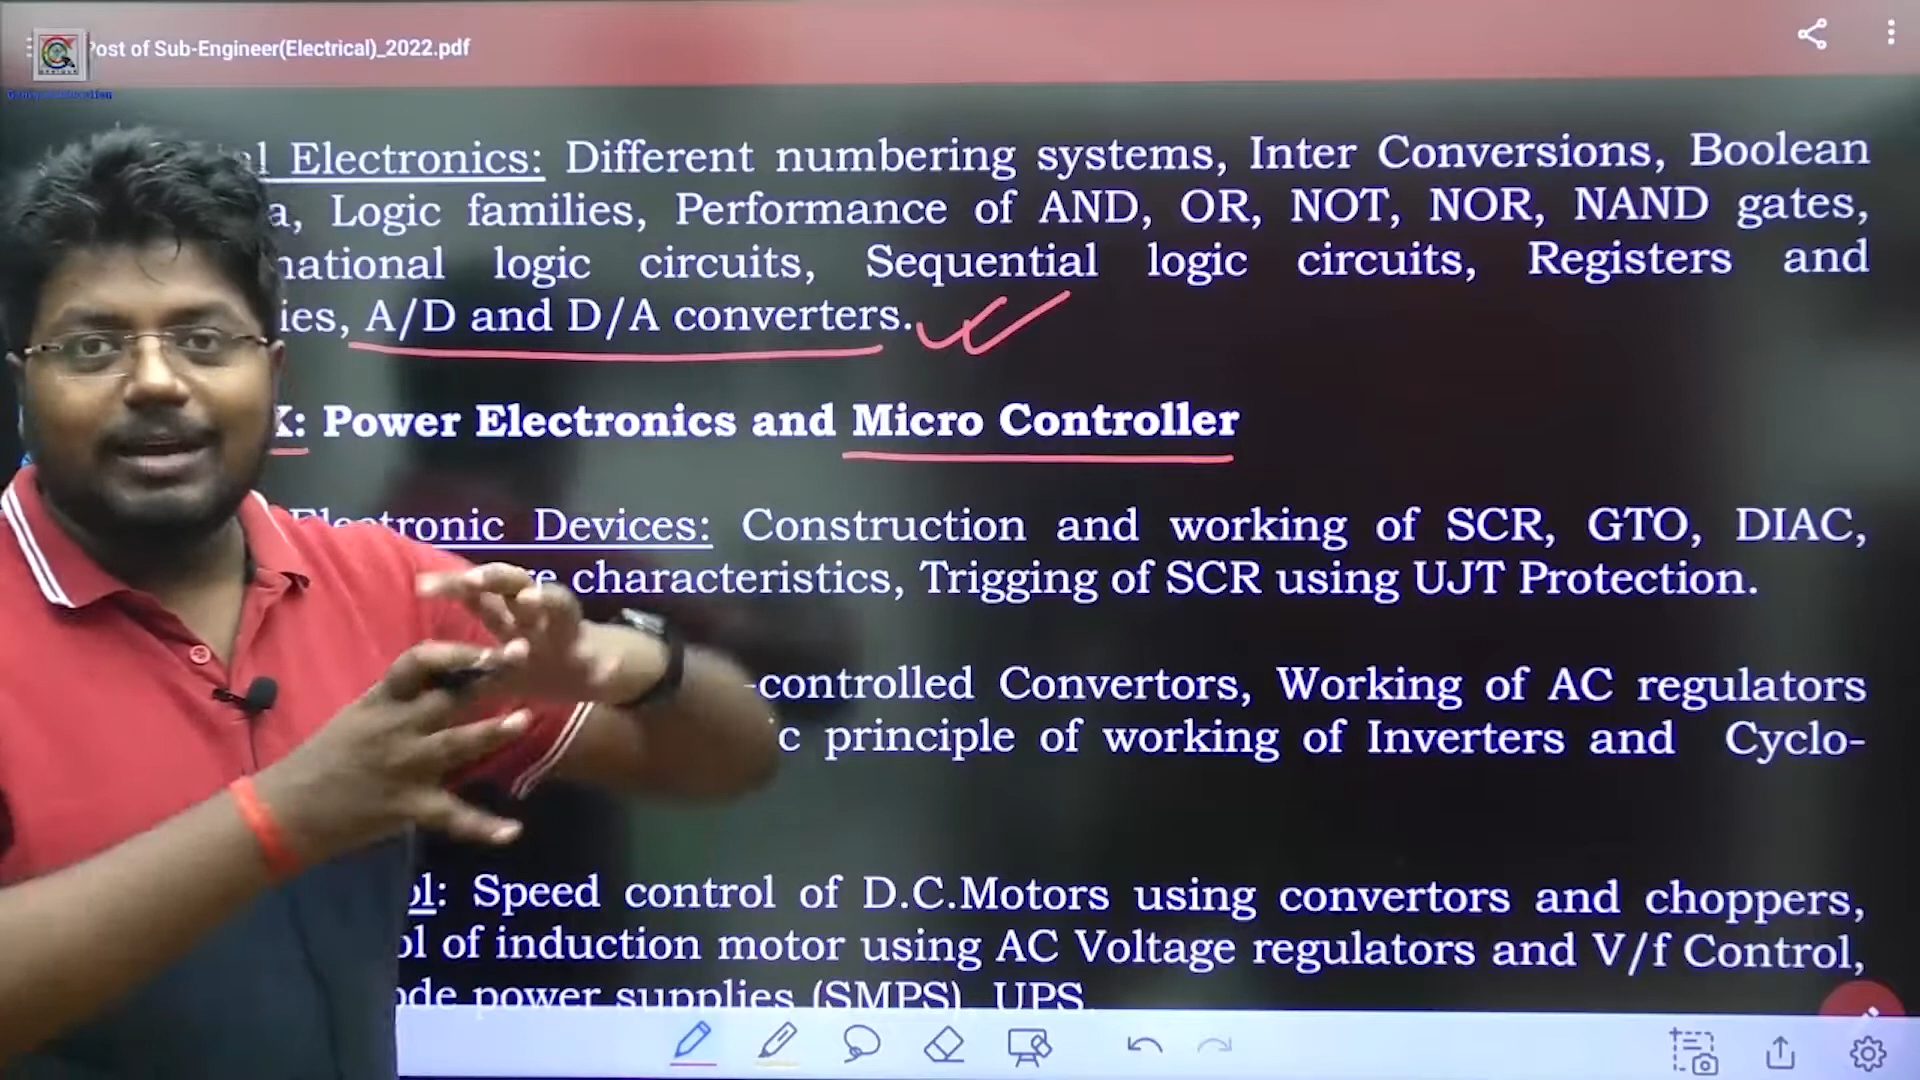 Post of Sub-Engineer(Electrical)_2022.pdf
Electronics: Different numbering systems, Inter Conversions, Boolean
Logic families, Performance of AND, OR, NOT, NOR, NAND gates,
logic circuits, Sequential logic circuits, Registers and
A/D and D/A converters.
X: Power Electronics and Micro Controller
Electronic Devices: Construction and working of SCR, GTO, DIAC,
characteristics, Trigging of SCR using UJT Protection.
-controlled Convertors, Working of AC regulators
principle of working of Inverters and Cyclo-
Speed control of D.C.Motors using convertors and choppers,
of induction motor using AC Voltage regulators and V/f Control,
power supplies (SMPS), UPS.